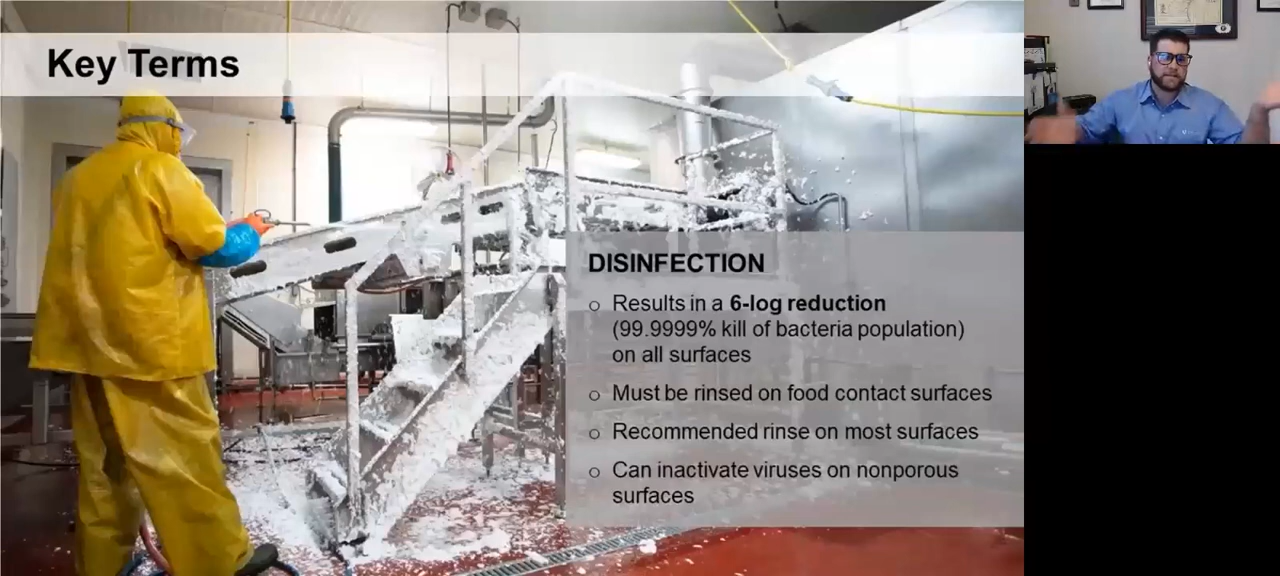 Key Terms
DISINFECTION
○ Results in a 6-log reduction
(99.9999% kill of bacteria population)
on all surfaces
○ Must be rinsed on food contact surfaces
○ Recommended rinse on most surfaces
○ Can inactivate viruses on nonporous
surfaces